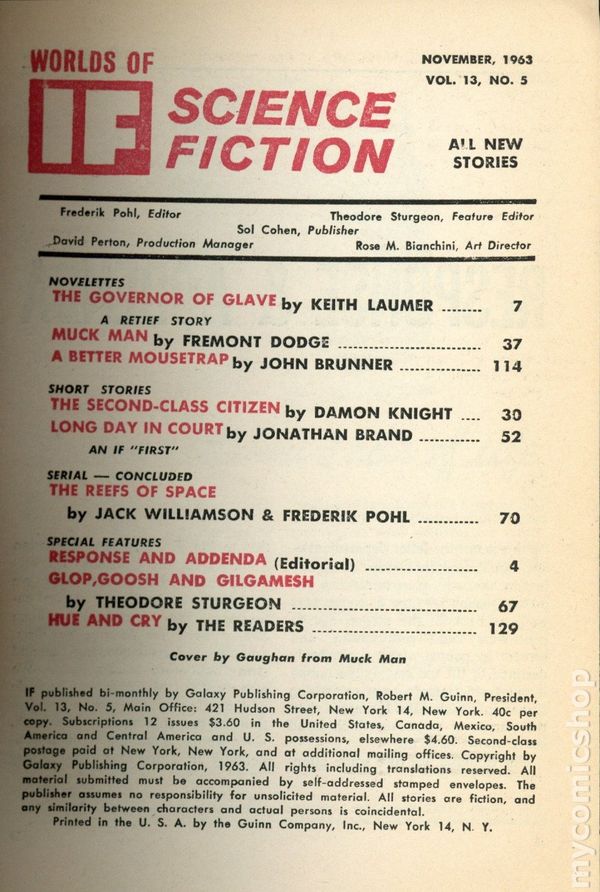 WORLDS OF
IF
SCIENCE
FICTION
NOVEMBER, 1963
VOL. 13, NO. 5
ALL NEW
STORIES
Frederik Pohl, Editor
Theodore Sturgeon, Feature Editor
Sol Cohen, Publisher
David Perton, Production Manager
Rose M. Bianchini, Art Director
NOVELETTES
THE GOVERNOR OF GLAVE by KEITH LAUMER ........ 7
A RETIEF STORY
MUCK MAN by FREMONT DODGE ............................ 37
A BETTER MOUSETRAP by JOHN BRUNNER ............... 114
SHORT STORIES
THE SECOND-CLASS CITIZEN by DAMON KNIGHT .... 30
LONG DAY IN COURT by JONATHAN BRAND ............ 52
AN IF "FIRST"
SERIAL — CONCLUDED
THE REEFS OF SPACE
by JACK WILLIAMSON & FREDERIK POHL ............ 70
SPECIAL FEATURES
RESPONSE AND ADDENDA (Editorial) .................... 4
GLOP,GOOSH AND GILGAMESH
by THEODORE STURGEON ................................ 67
HUE AND CRY by THE READERS ............................ 129
Cover by Gaughan from Muck Man
IF published bi-monthly by Galaxy Publishing Corporation, Robert M. Guinn, President,
Vol. 13, No. 5, Main Office: 421 Hudson Street, New York 14, New York. 40c per
copy. Subscriptions 12 issues $3.60 in the United States, Canada, Mexico, South
America and Central America and U. S. possessions, elsewhere $4.60. Second-class
postage paid at New York, New York, and at additional mailing offices. Copyright by
Galaxy Publishing Corporation, 1963. All rights including translations reserved. All
material submitted must be accompanied by self-addressed stamped envelopes. The
publisher assumes no responsibility for unsolicited material. All stories are fiction, and
any similarity between characters and actual persons is coincidental.
Printed in the U. S. A. by the Guinn Company, Inc., New York 14, N. Y.
mycomicshop